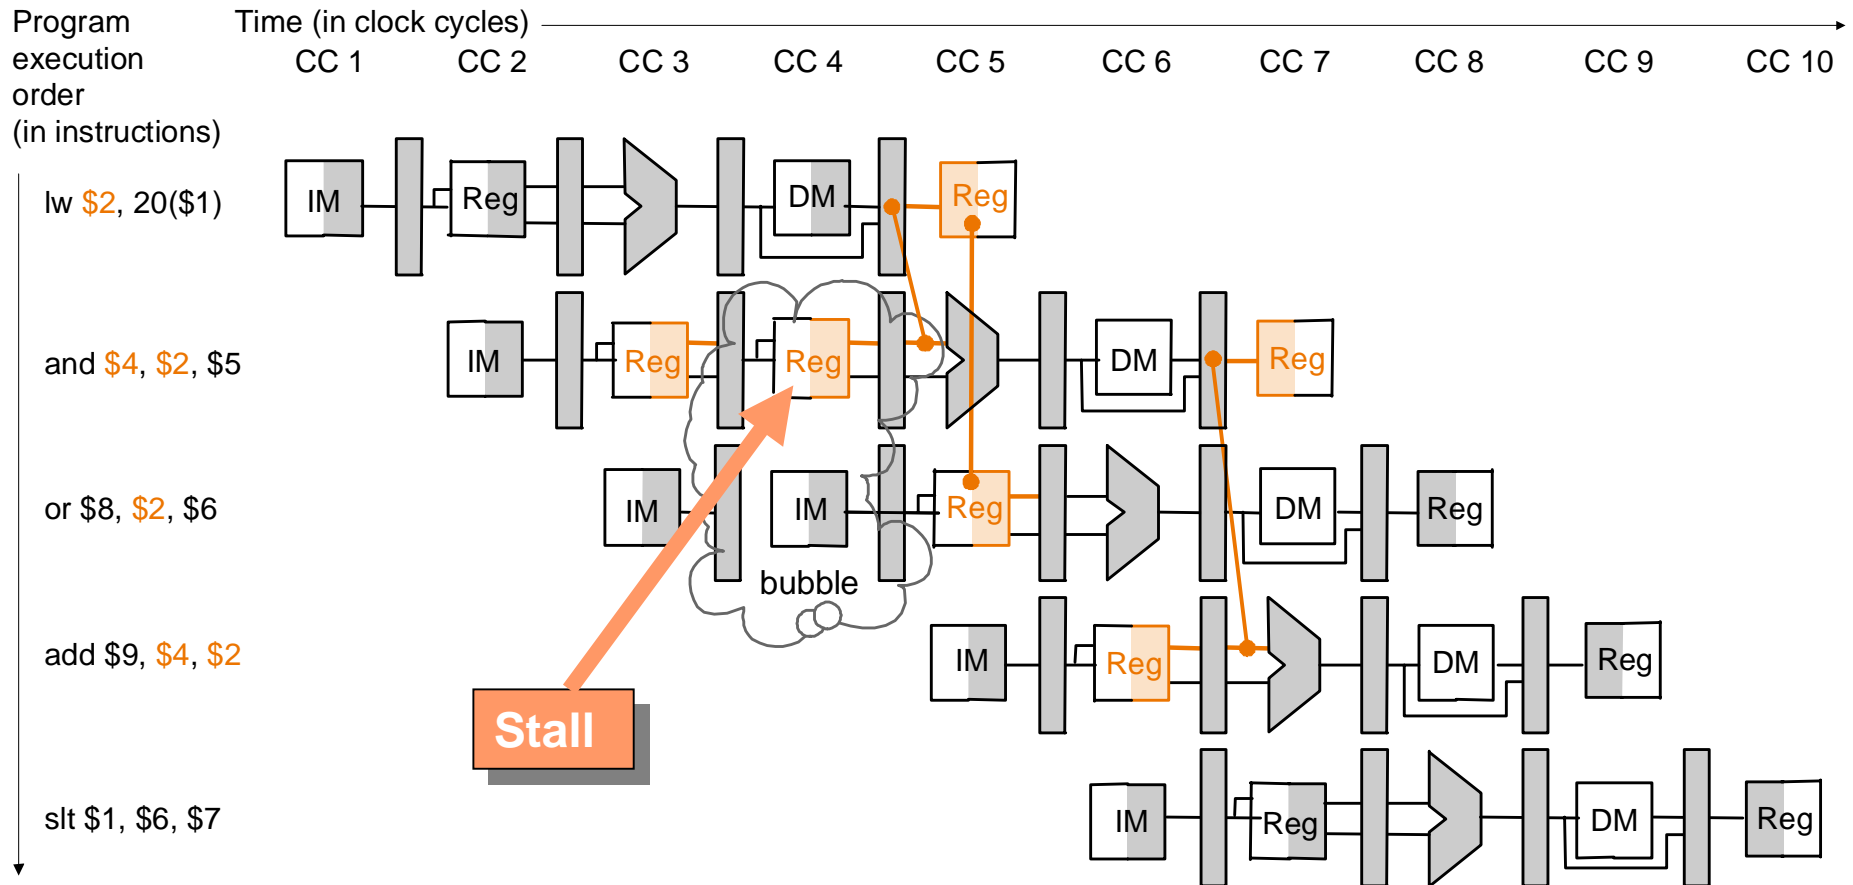 Program
execution
order
(in instructions)
Time (in clock cycles)
CC 1 CC 2 CC 3 CC 4 CC 5 CC 6 CC 7 CC 8 CC 9 CC 10
lw $2, 20($1)
IM Reg DM Reg
and $4, $2, $5
IM Reg Reg DM Reg
or $8, $2, $6
IM IM Reg DM Reg
bubble
add $9, $4, $2
IM Reg DM Reg
Stall
slt $1, $6, $7
IM Reg DM Reg